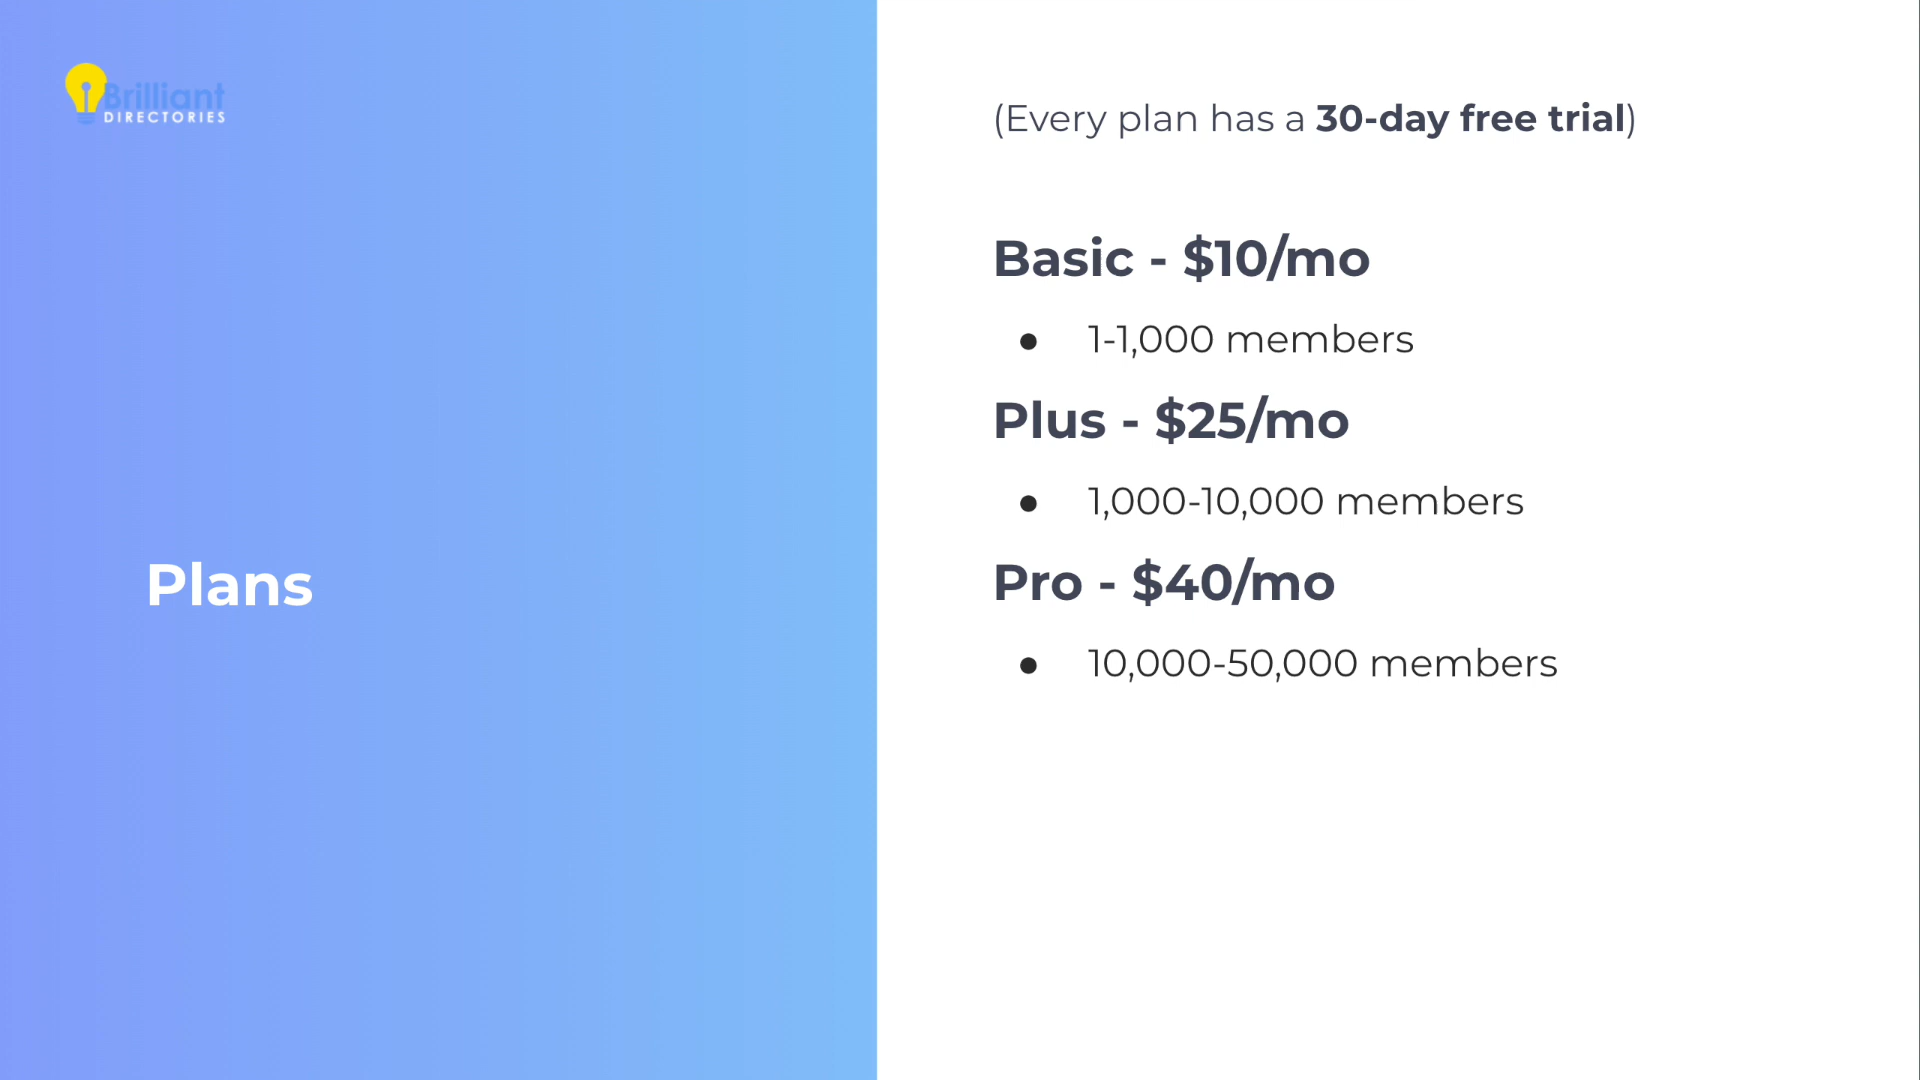 Brilliant
DIRECTORIES
Plans
(Every plan has a 30-day free trial)
Basic - $10/mo
● 1-1,000 members
Plus - $25/mo
● 1,000-10,000 members
Pro - $40/mo
● 10,000-50,000 members